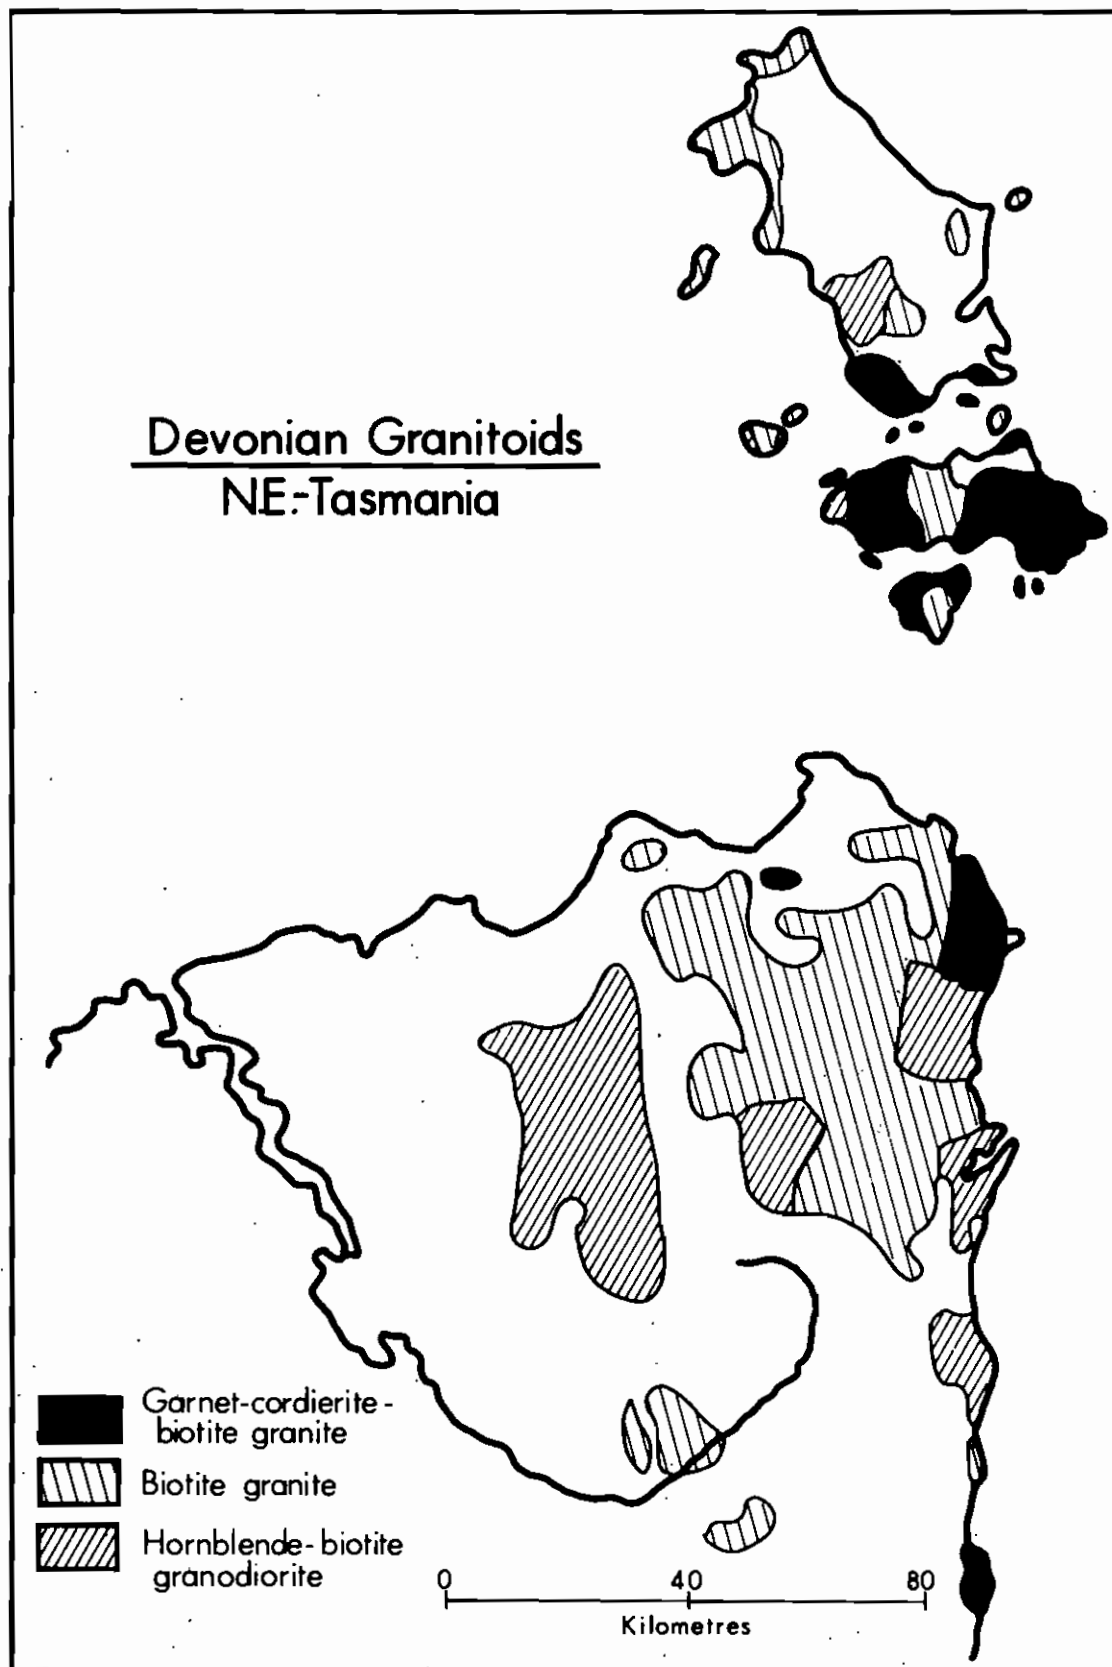 Devonian Granitoids
N.E.-Tasmania
Garnet-cordierite-
biotite granite
Biotite granite
Hornblende-biotite
granodiorite
0 40 80
Kilometres